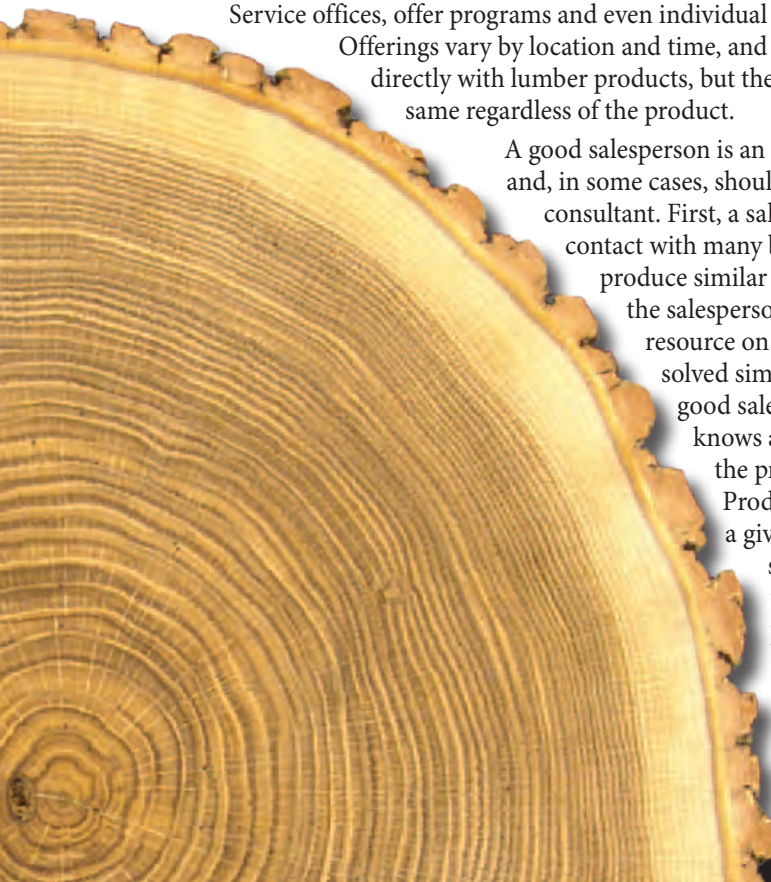 Service offices, offer programs and even individual
Offerings vary by location and time, and
directly with lumber products, but the
same regardless of the product.
A good salesperson is an
and, in some cases, shoul
consultant. First, a sal
contact with many b
produce similar
the salesperso
resource on
solved sim
good sale
knows a
the pr
Prod
a giv
s